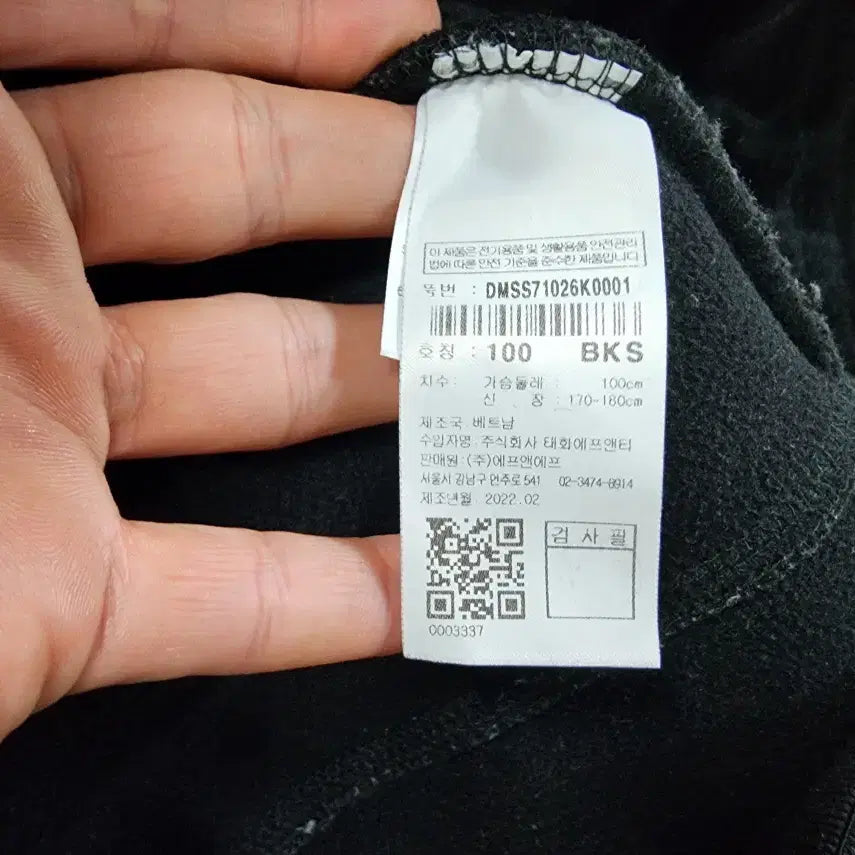 이 제품은 전기용품 및 생활용품 안전관리
법에 따른 안전 기준을 준수한 제품입니다
뚝번 : DMSS71026K0001
호칭 : 100 BKS
치수: 가슴둘레 : 100cm
신 장 : 170-180cm
제조국: 베트남
수입자명: 주식회사 태화에프앤티
판매원: (주)에프앤에프
서울시 강남구 언주로 541 02-3474-8914
제조년월: 2022.02
검 사 필
0003337